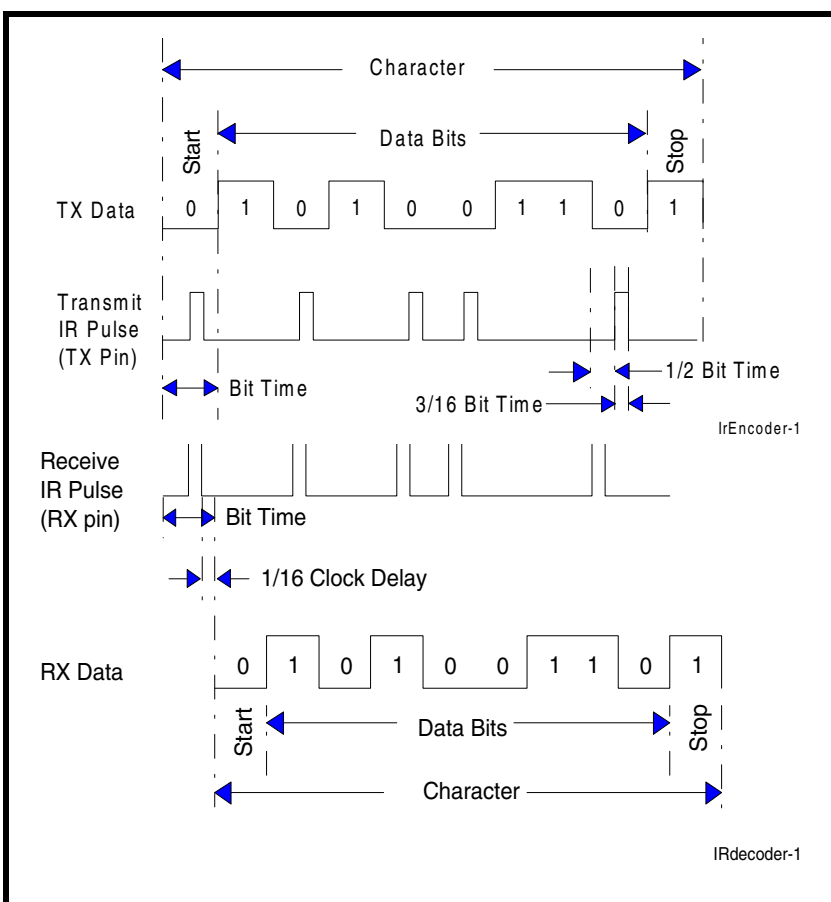 Character
Start
Data Bits
Stop
TX Data
0 1 0 1 0 0 1 1 0 1
Transmit
IR Pulse
(TX Pin)
Bit Time
1/2 Bit Time
3/16 Bit Time
IrEncoder-1
Receive
IR Pulse
(RX pin)
Bit Time
1/16 Clock Delay
RX Data
0 1 0 1 0 0 1 1 0 1
Start
Data Bits
Stop
Character
IRdecoder-1